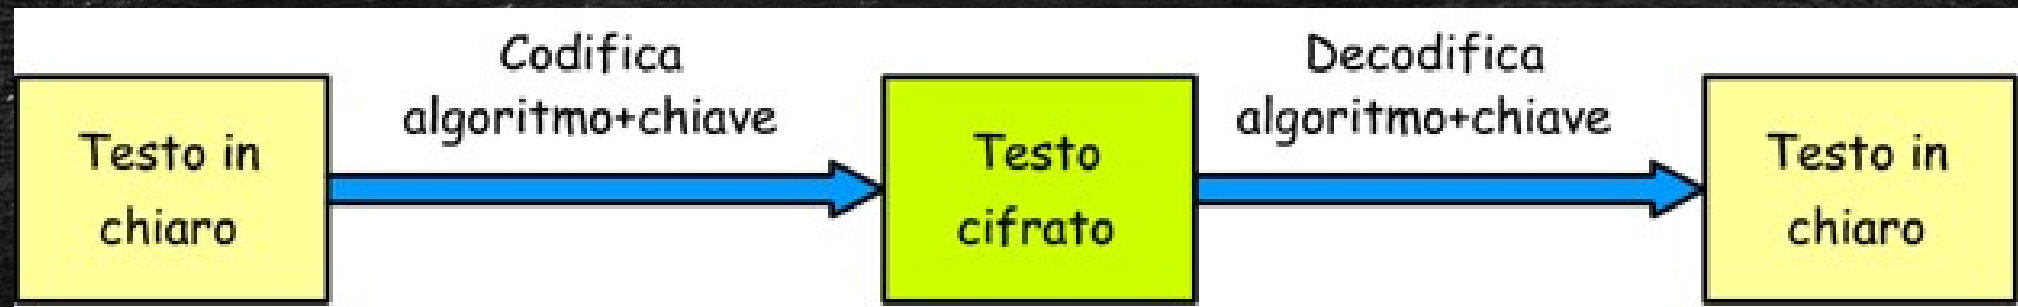 Testo in
chiaro
Codifica
algoritmo+chiave
Testo
cifrato
Decodifica
algoritmo+chiave
Testo in
chiaro